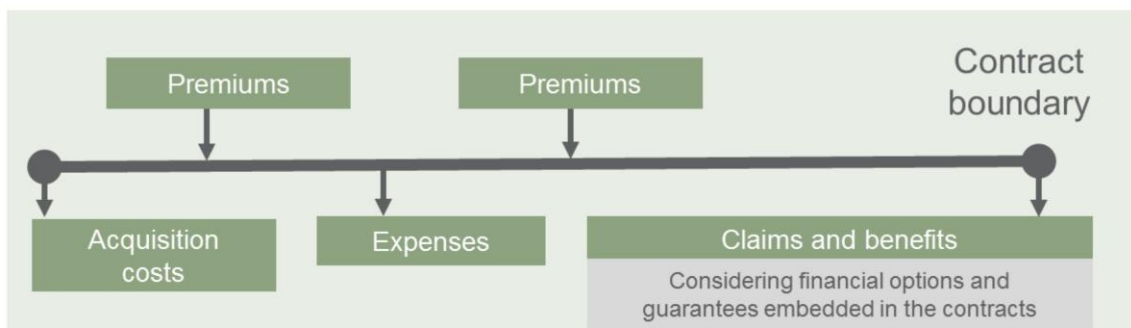 Premiums
Premiums
Contract
boundary
Acquisition
costs
Expenses
Claims and benefits
Considering financial options and
guarantees embedded in the contracts